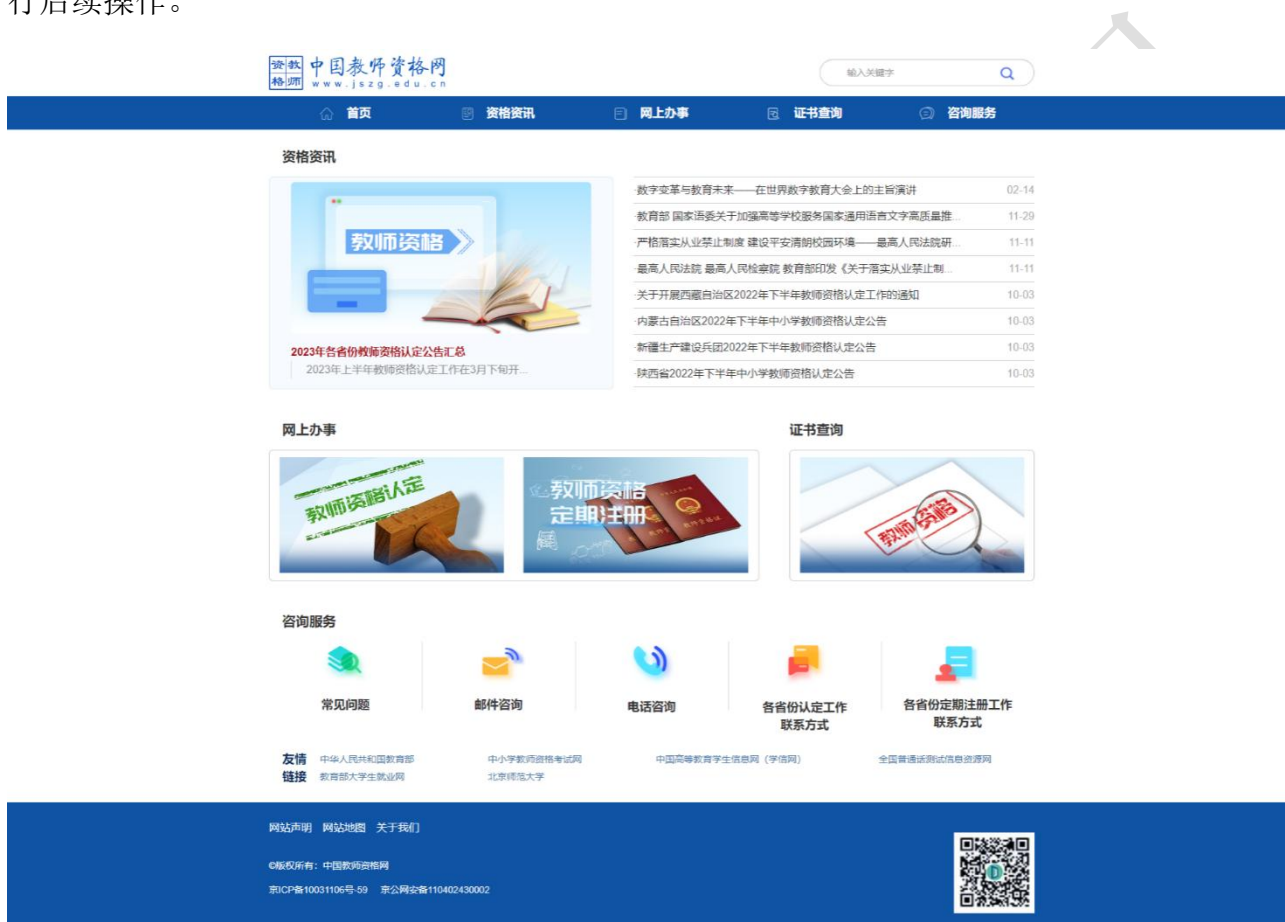 行后续操作。
资教
格师
中国教师资格网
www.jszg.edu.cn
输入关键字
首页 资格资讯 网上办事 证书查询 咨询服务
资格资讯
教师资格
2023年各省份教师资格认定公告汇总
2023年上半年教师资格认定工作在3月下旬开...
·数字变革与教育未来——在世界数字教育大会上的主旨演讲 02-14
·教育部 国家语委关于加强高等学校服务国家通用语言文字高质量推... 11-29
·严格落实从业禁止制度 建设平安清朗校园环境——最高人民法院研... 11-11
·最高人民法院 最高人民检察院 教育部印发《关于落实从业禁止制... 11-11
·关于开展西藏自治区2022年下半年教师资格认定工作的通知 10-03
·内蒙古自治区2022年下半年中小学教师资格认定公告 10-03
·新疆生产建设兵团2022年下半年教师资格认定公告 10-03
·陕西省2022年下半年中小学教师资格认定公告 10-03
网上办事
教师资格认定
教师资格
定期注册
证书查询
教师资格
咨询服务
常见问题
邮件咨询
电话咨询
各省份认定工作
联系方式
各省份定期注册工作
联系方式
友情
链接
中华人民共和国教育部 中小学教师资格考试网 中国高等教育学生信息网（学信网） 全国普通话测试信息资源网
教育部大学生就业网 北京师范大学
网站声明 网站地图 关于我们
©版权所有：中国教师资格网
京ICP备10031106号-59 京公网安备110402430002